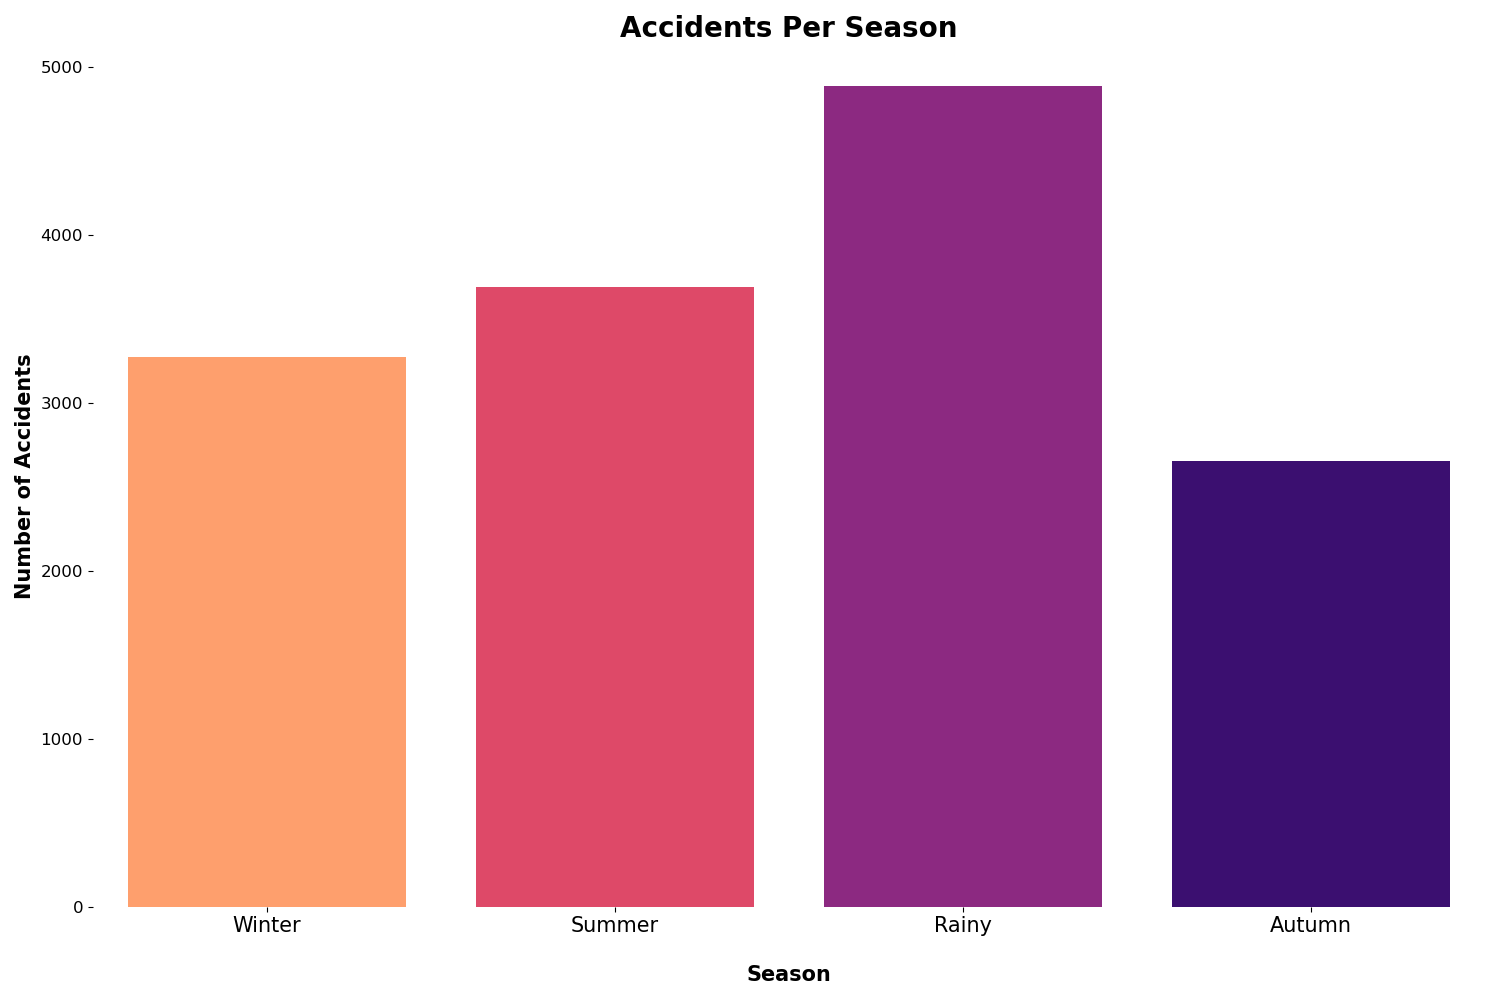 Accidents Per Season
5000
4000
3000
2000
1000
0
Number of Accidents
Winter Summer Rainy Autumn
Season